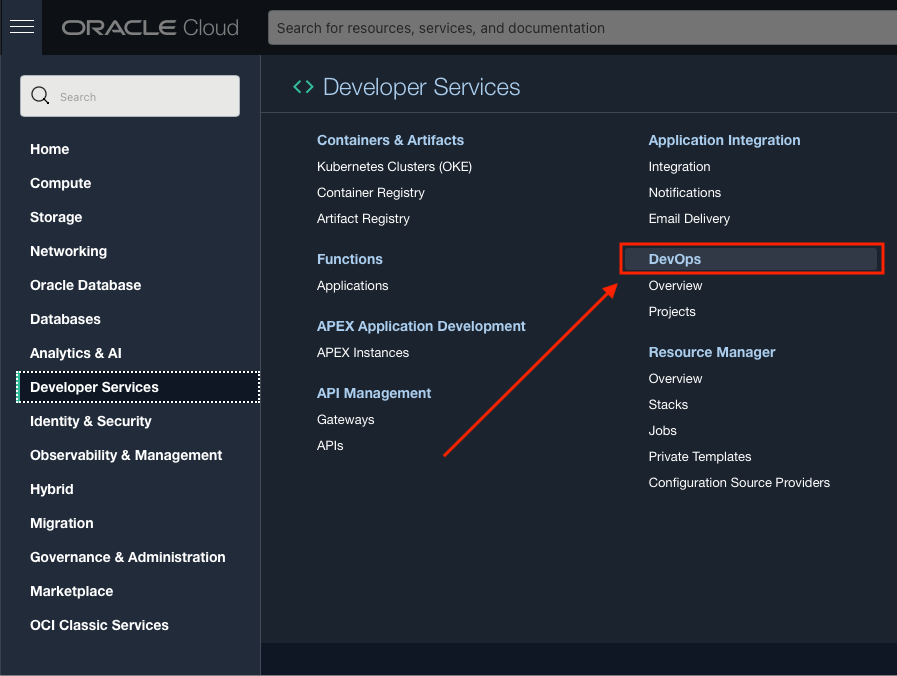 ORACLE Cloud
Search for resources, services, and documentation
Search
Home
Compute
Storage
Networking
Oracle Database
Databases
Analytics & AI
Developer Services
Identity & Security
Observability & Management
Hybrid
Migration
Governance & Administration
Marketplace
OCI Classic Services
Developer Services
Containers & Artifacts
Kubernetes Clusters (OKE)
Container Registry
Artifact Registry
Functions
Applications
APEX Application Development
APEX Instances
API Management
Gateways
APIs
Application Integration
Integration
Notifications
Email Delivery
DevOps
Overview
Projects
Resource Manager
Overview
Stacks
Jobs
Private Templates
Configuration Source Providers